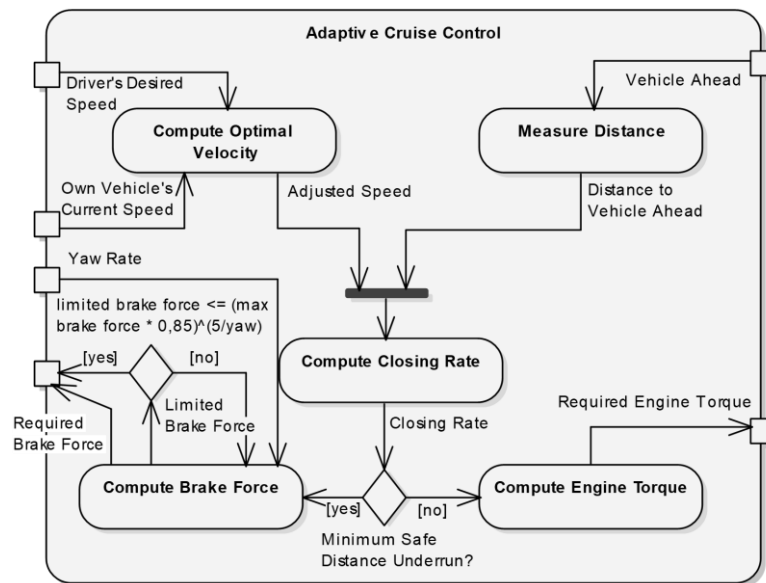 Adaptive Cruise Control
Driver's Desired
Speed
Vehicle Ahead
Compute Optimal
Velocity
Measure Distance
Own Vehicle's
Current Speed
Adjusted Speed
Distance to
Vehicle Ahead
Yaw Rate
limited brake force <= (max
brake force * 0,85)^(5/yaw)
[yes]
[no]
Compute Closing Rate
Limited
Brake Force
Required
Brake Force
Closing Rate
Required Engine Torque
Compute Brake Force
Compute Engine Torque
[yes]
[no]
Minimum Safe
Distance Underrun?